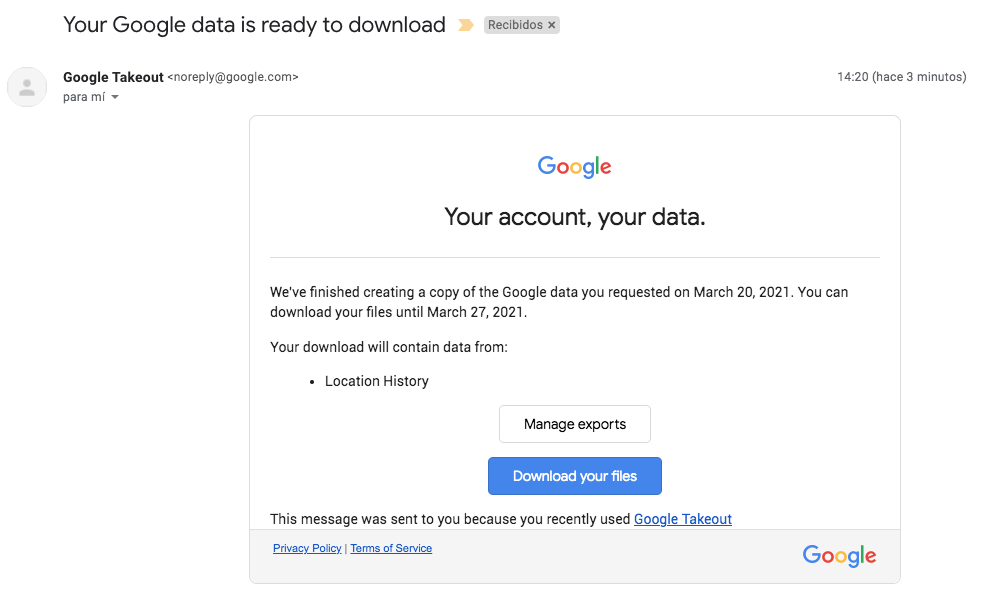 Your Google data is ready to download
Recibidos ×
Google Takeout <noreply@google.com>
14:20 (hace 3 minutos)
para mí
Google
Your account, your data.
We've finished creating a copy of the Google data you requested on March 20, 2021. You can
download your files until March 27, 2021.
Your download will contain data from:
• Location History
Manage exports
Download your files
This message was sent to you because you recently used Google Takeout
Privacy Policy | Terms of Service
Google